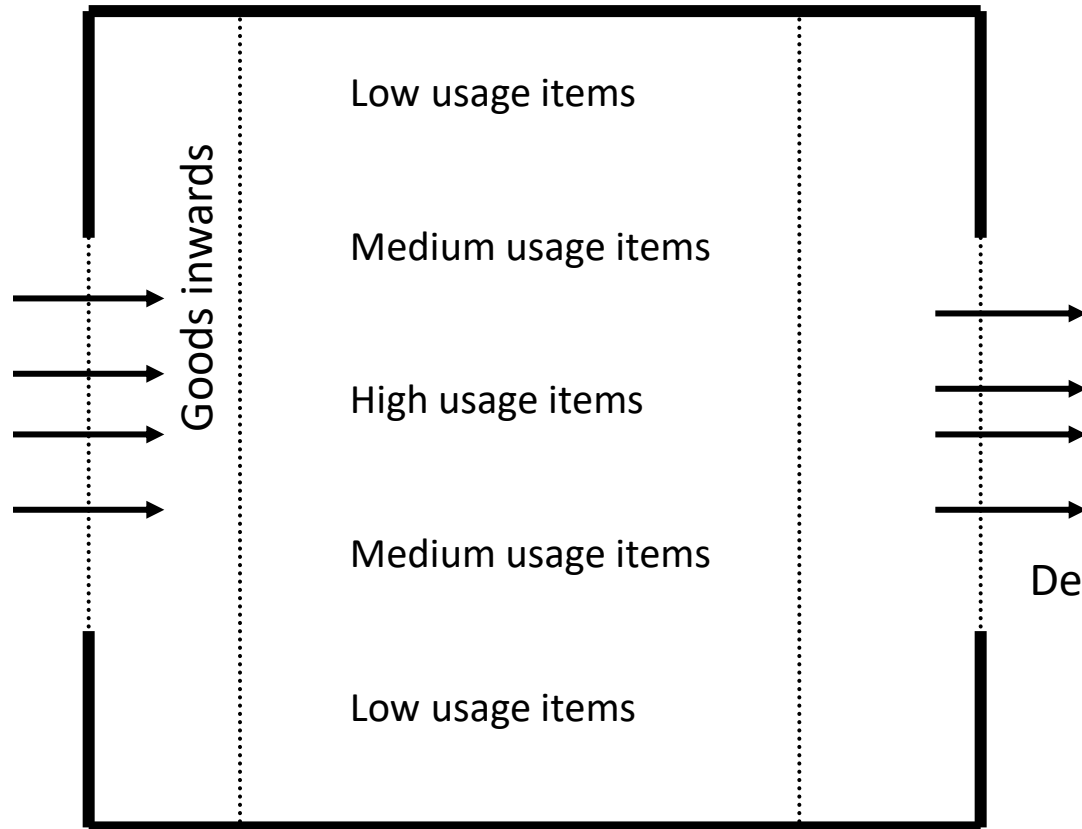 Low usage items
Goods inwards
Medium usage items
High usage items
Medium usage items
De
Low usage items